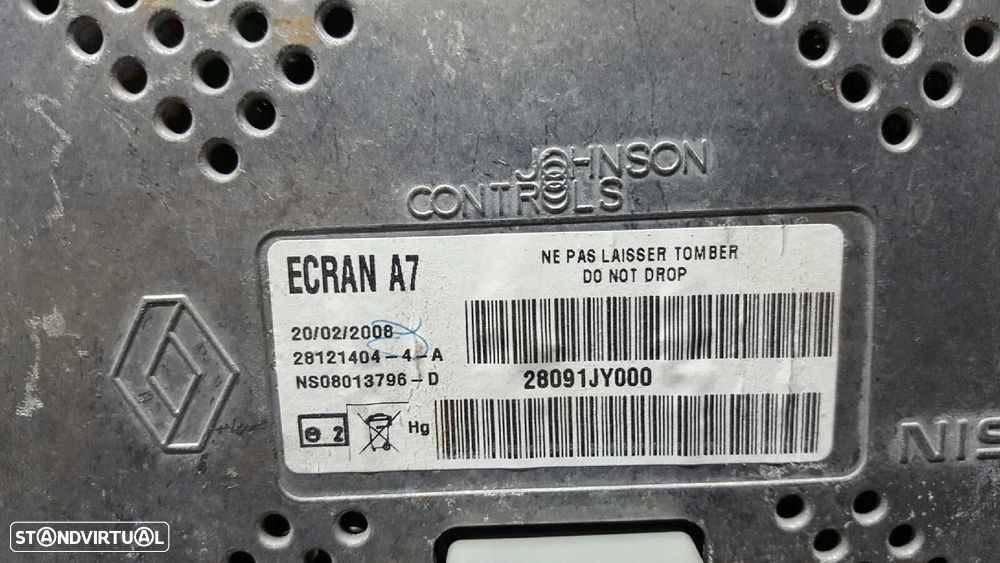 JOHNSON
CONTROLS
ECRAN A7
NE PAS LAISSER TOMBER
DO NOT DROP
20/02/2008
28121404-4-A
NS08013796-D
28091JY000
e 2
Hg
NIS
STANDVIRTUAL